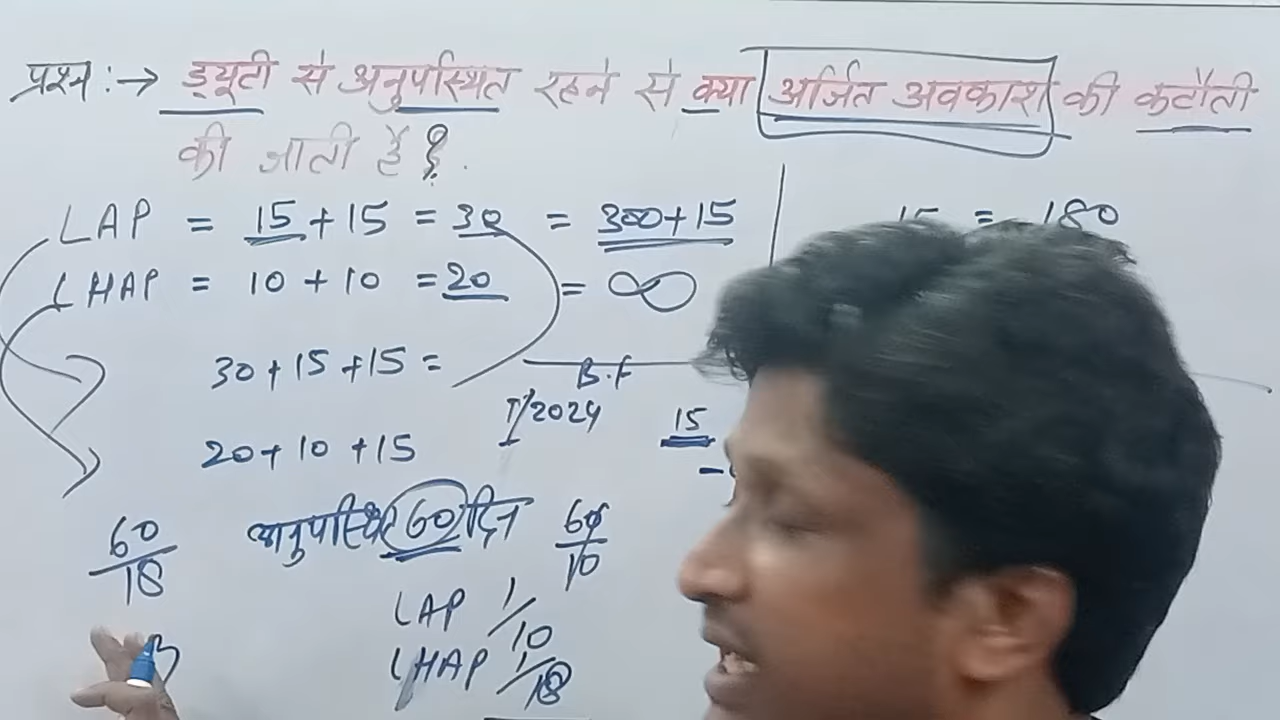 प्रश्न :→ ड्यूटी से अनुपस्थित रहने से क्या अर्जित अवकाश की कटौती
की जाती है ?.
LAP = 15 + 15 = 30 = 300+15
LHAP = 10 + 10 = 20 = ∞
15 = 180
30 + 15 + 15 =
B.F
I/2024
15
20 + 10 + 15
अनुपस्थित 60 दिन
60/18
60/10
LAP 1/10
LHAP 1/18